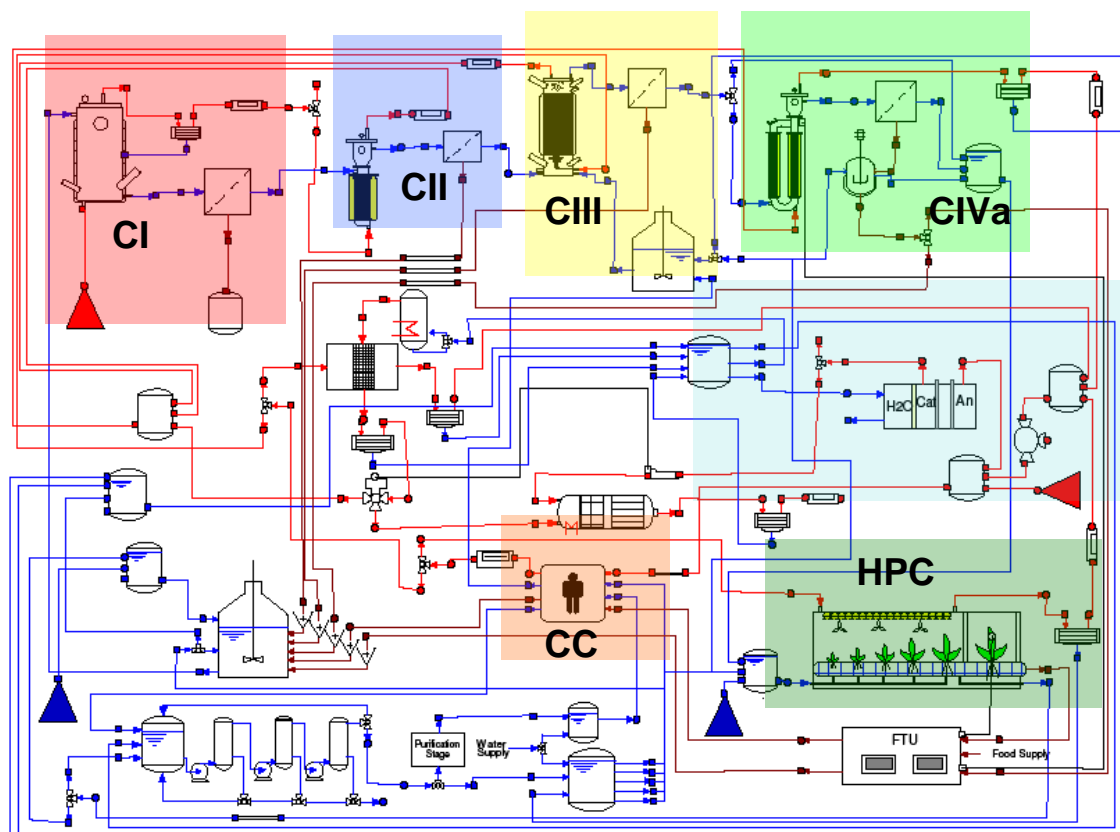 CI
CII
CIII
CIVa
H2O
Cat
An
CC
HPC
Purification
Stage
Water
Supply
FTU
Food Supply